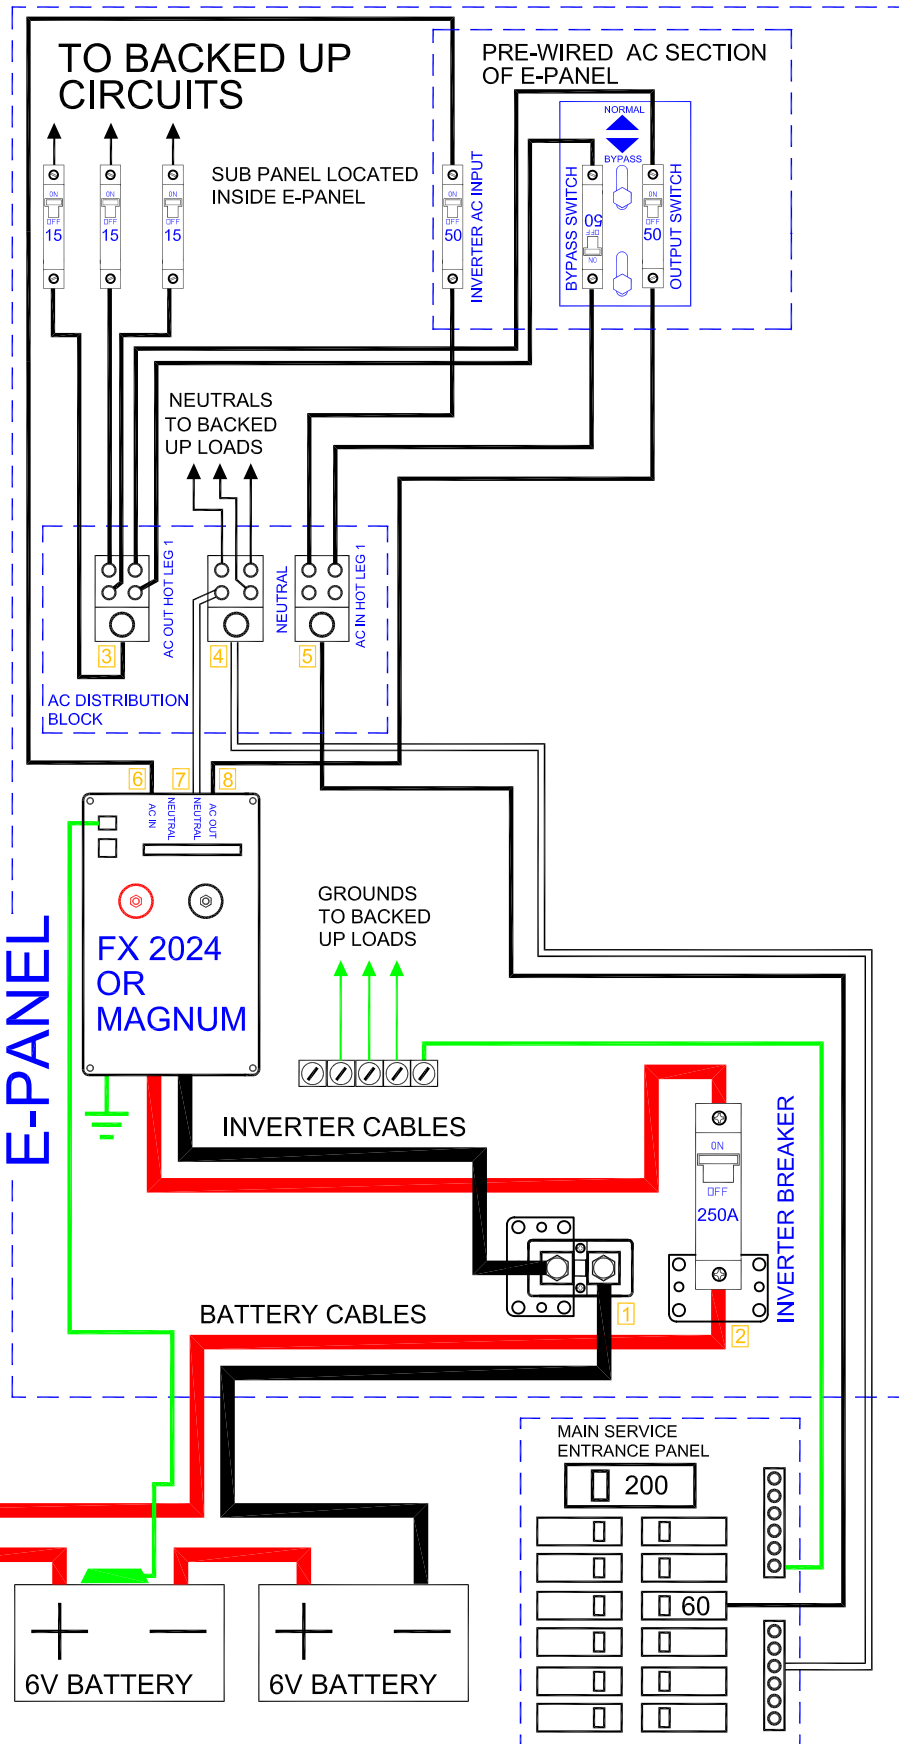 TO BACKED UP
CIRCUITS
PRE-WIRED  AC SECTION
OF E-PANEL
NORMAL
BYPASS
SUB PANEL LOCATED
INSIDE E-PANEL
ON
OFF
15
ON
OFF
15
ON
OFF
15
ON
OFF
50
INVERTER AC INPUT
BYPASS SWITCH
50
OFF
ON
ON
OFF
50
OUTPUT SWITCH
NEUTRALS
TO BACKED
UP LOADS
AC OUT HOT LEG 1
NEUTRAL
AC IN HOT LEG 1
3
4
5
AC DISTRIBUTION
BLOCK
6
7
8
AC IN
NEUTRAL
NEUTRAL
AC OUT
FX 2024
OR
MAGNUM
E-PANEL
GROUNDS
TO BACKED
UP LOADS
INVERTER CABLES
ON
OFF
250A
INVERTER BREAKER
BATTERY CABLES
1
2
MAIN SERVICE
ENTRANCE PANEL
200
60
6V BATTERY
6V BATTERY